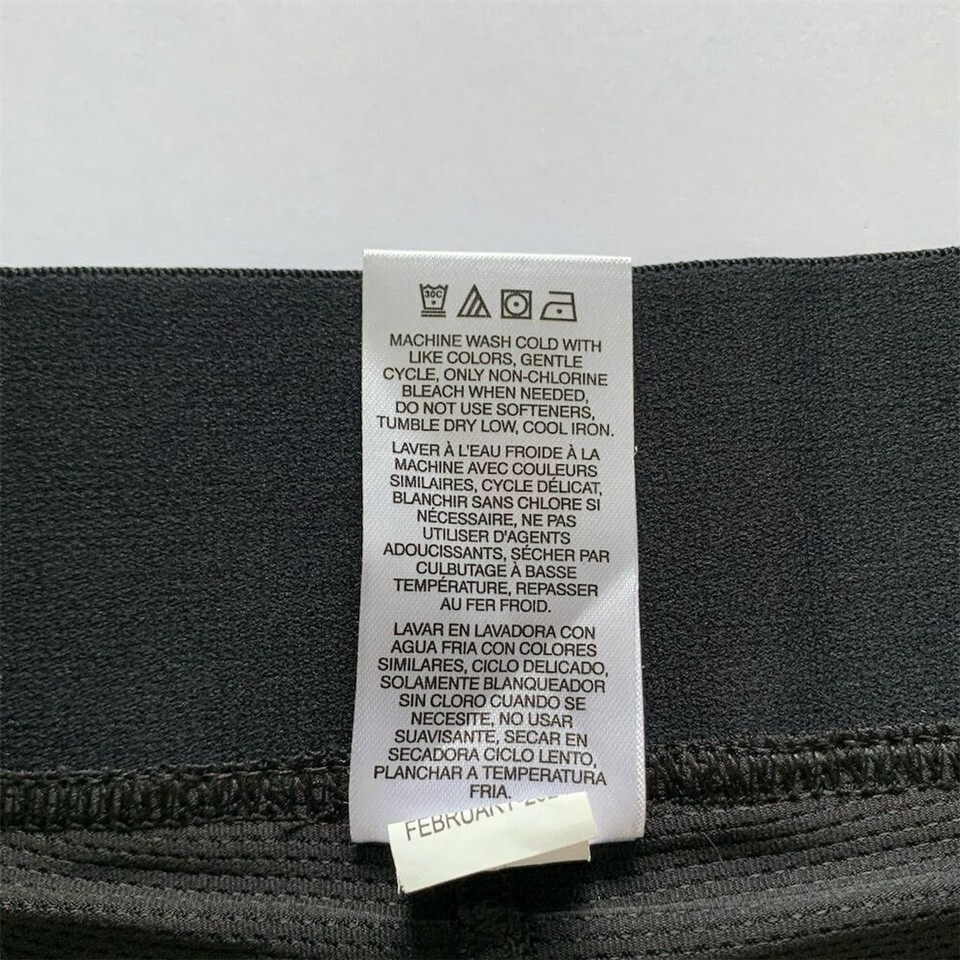 30C
MACHINE WASH COLD WITH
LIKE COLORS, GENTLE
CYCLE, ONLY NON-CHLORINE
BLEACH WHEN NEEDED,
DO NOT USE SOFTENERS,
TUMBLE DRY LOW, COOL IRON.
LAVER À L'EAU FROIDE À LA
MACHINE AVEC COULEURS
SIMILAIRES, CYCLE DÉLICAT,
BLANCHIR SANS CHLORE SI
NÉCESSAIRE, NE PAS
UTILISER D'AGENTS
ADOUCISSANTS, SÉCHER PAR
CULBUTAGE À BASSE
TEMPÉRATURE, REPASSER
AU FER FROID.
LAVAR EN LAVADORA CON
AGUA FRIA CON COLORES
SIMILARES, CICLO DELICADO,
SOLAMENTE BLANQUEADOR
SIN CLORO CUANDO SE
NECESITE, NO USAR
SUAVISANTE, SECAR EN
SECADORA CICLO LENTO,
PLANCHAR A TEMPERATURA
FRIA.
FEBRUARY